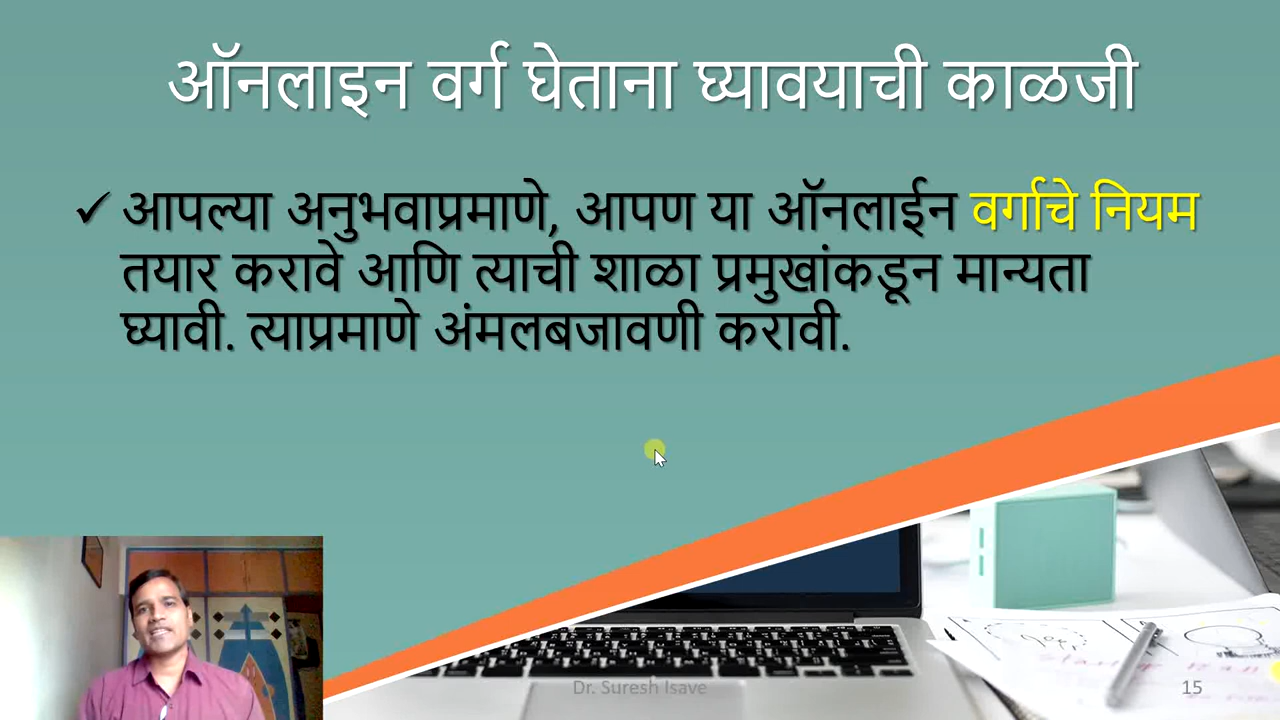 ऑनलाइन वर्ग घेताना घ्यावयाची काळजी
✓ आपल्या अनुभवाप्रमाणे, आपण या ऑनलाईन वर्गाचे नियम
तयार करावे आणि त्याची शाळा प्रमुखांकडून मान्यता
घ्यावी. त्याप्रमाणे अंमलबजावणी करावी.
Dr. Suresh Isave
15